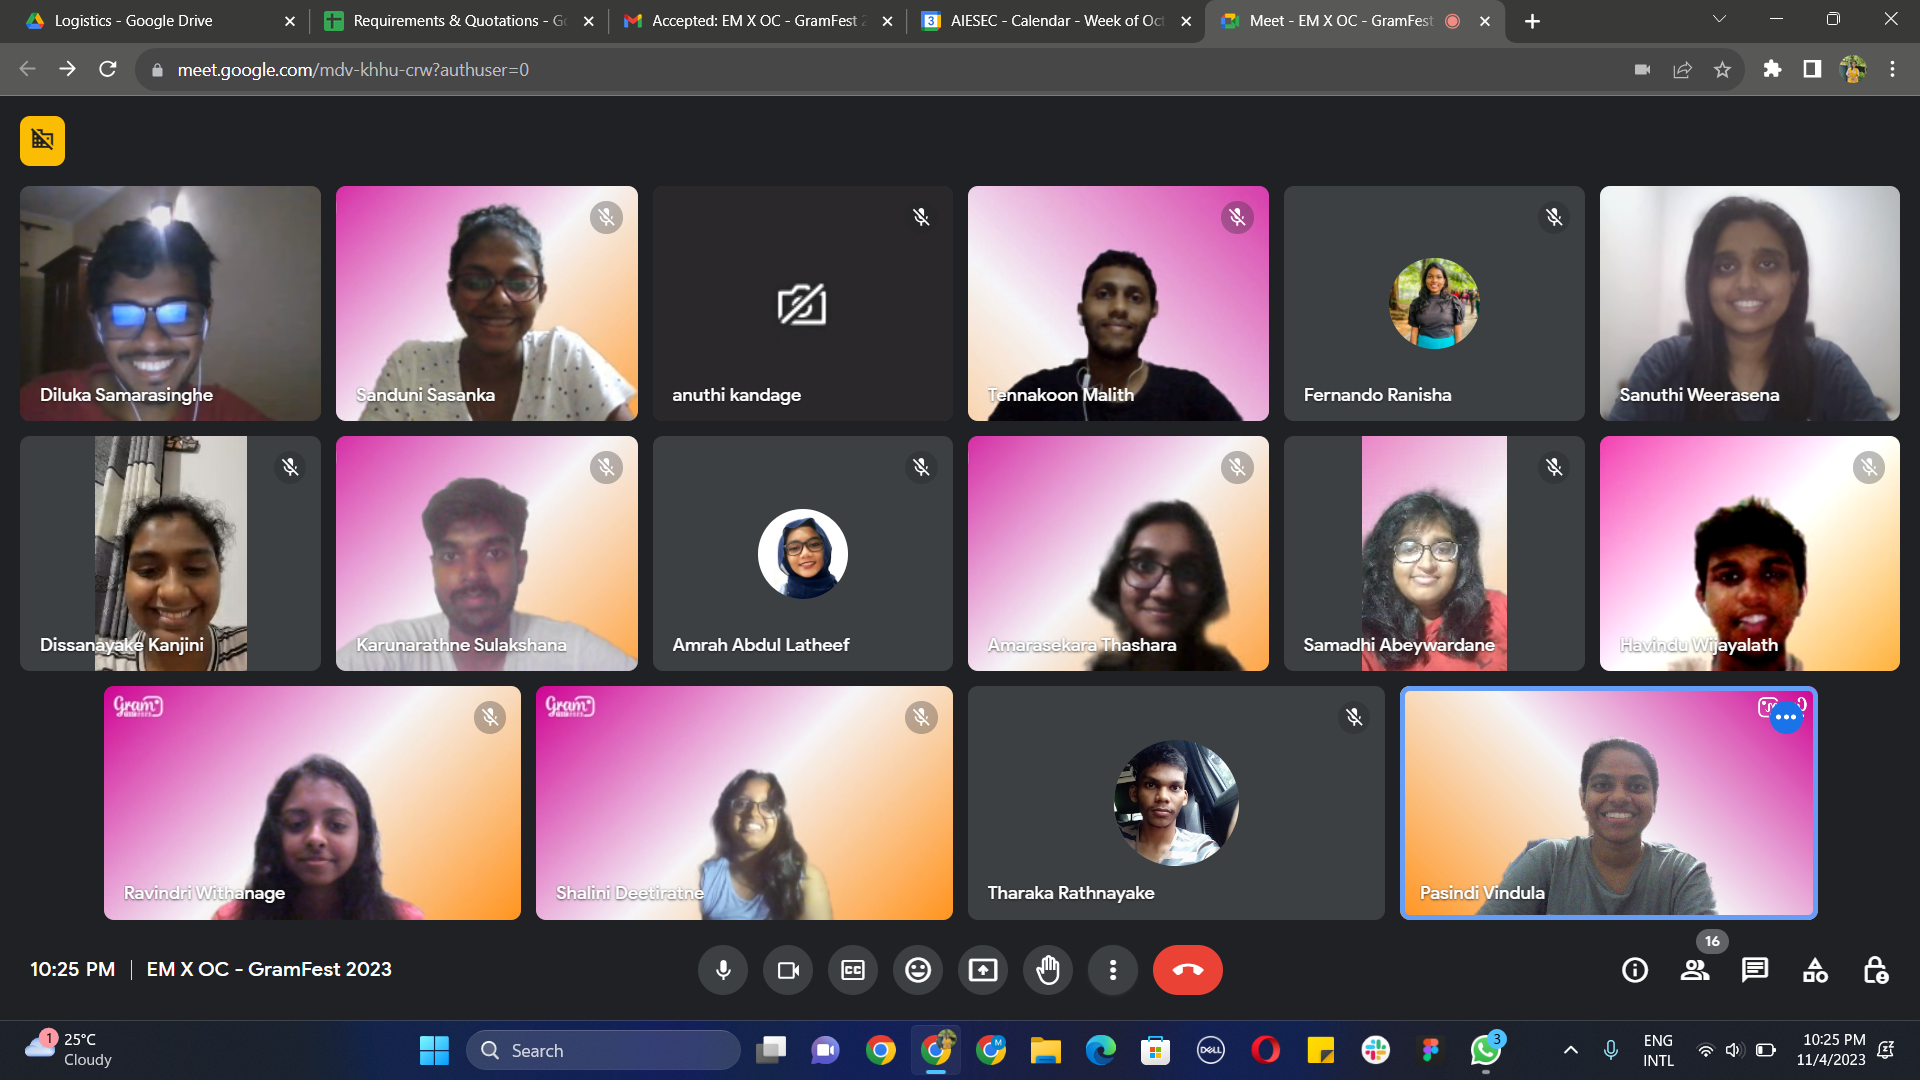 Logistics - Google Drive
Requirements & Quotations - Go
Accepted: EM X OC - GramFest 2
AIESEC - Calendar - Week of Oct
Meet - EM X OC - GramFest
meet.google.com/mdv-khhu-crw?authuser=0
Diluka Samarasinghe
Sanduni Sasanka
anuthi kandage
Tennakoon Malith
Fernando Ranisha
Sanuthi Weerasena
Dissanayake Kanjini
Karunarathne Sulakshana
Amrah Abdul Latheef
Amarasekara Thashara
Samadhi Abeywardane
Havindu Wijayalath
Gram
Gram
Ravindri Withanage
Shalini Deetiratne
Tharaka Rathnayake
Pasindi Vindula
10:25 PM | EM X OC - GramFest 2023
CC
16
1
25°C
Cloudy
Search
M
DELL
3
ENG
INTL
10:25 PM
11/4/2023